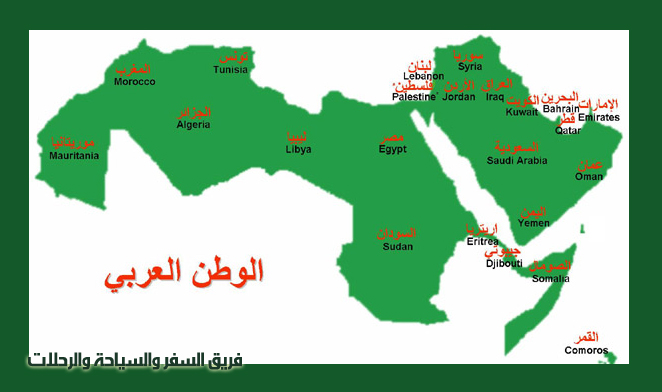 سوريا
Syria
تونس
Tunisia
لبنان
Lebanon
المغرب
Morocco
فلسطين
Palestine
الأردن
Jordan
العراق
Iraq
الكويت
Kuwait
البحرين
Bahrain
الإمارات
Emirates
قطر
Qatar
الجزائر
Algeria
ليبيا
Libya
مصر
Egypt
موريتانيا
Mauritania
السعودية
Saudi Arabia
عمان
Oman
اليمن
Yemen
السودان
Sudan
اريتريا
Eritrea
جيبوتي
Djibouti
الصومال
Somalia
الوطن العربي
القمر
Comoros
فريق السفر والسياحة والرحلات